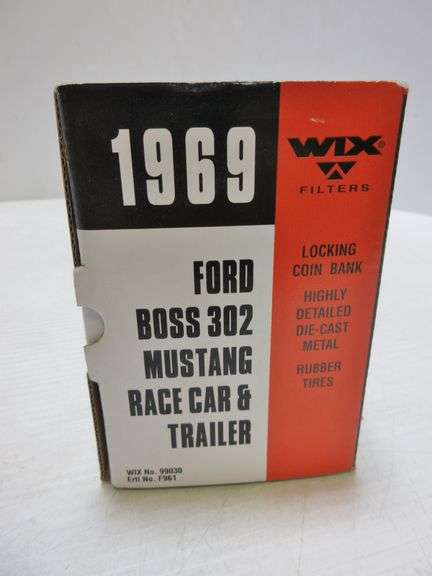 1969
FORD
BOSS 302
MUSTANG
RACE CAR &
TRAILER
WIX No. 99030
Ertl No. F961
WIX®
FILTERS
LOCKING
COIN BANK
HIGHLY
DETAILED
DIE-CAST
METAL
RUBBER
TIRES